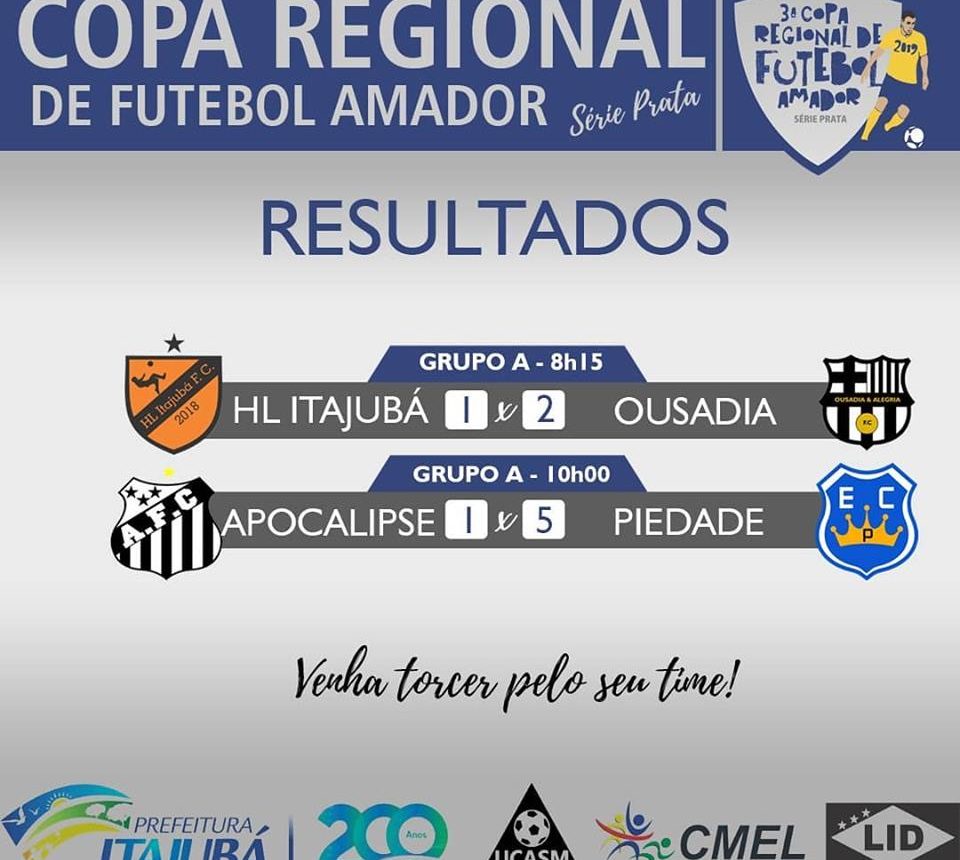 COPA REGIONAL
DE FUTEBOL AMADOR Série Prata
3ª COPA
REGIONAL DE
FUTEBOL
AMADOR
SÉRIE PRATA
2019
RESULTADOS
GRUPO A - 8h15
HL Itajubá F.C.
2018
HL ITAJUBÁ 1 x 2 OUSADIA
OUSADIA & ALEGRIA
F.C
GRUPO A - 10h00
A.F.C
APOCALIPSE 1 x 5 PIEDADE
E C
P
Venha torcer pelo seu time!
PREFEITURA
ITAJUBÁ
200
Anos
UCASM
CMEL
LID